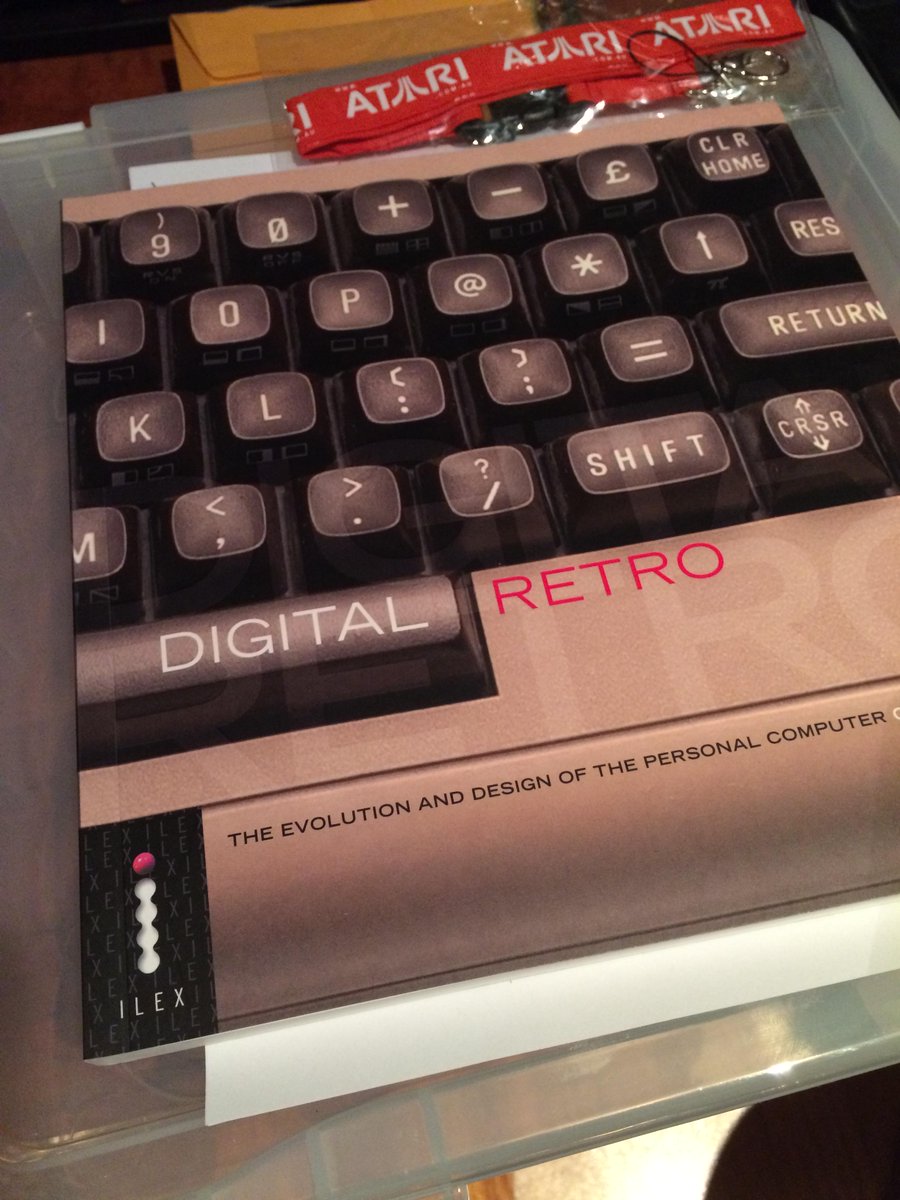 ATARI ATARI ATARI
) 9 0 + − £ CLR HOME
I O P @ * ↑ RES
K L < : > ; = RETURN
M < , > . ? / SHIFT ⇑ CRSR ⇓
DIGITAL RETRO
THE EVOLUTION AND DESIGN OF THE PERSONAL COMPUTER
ILEX